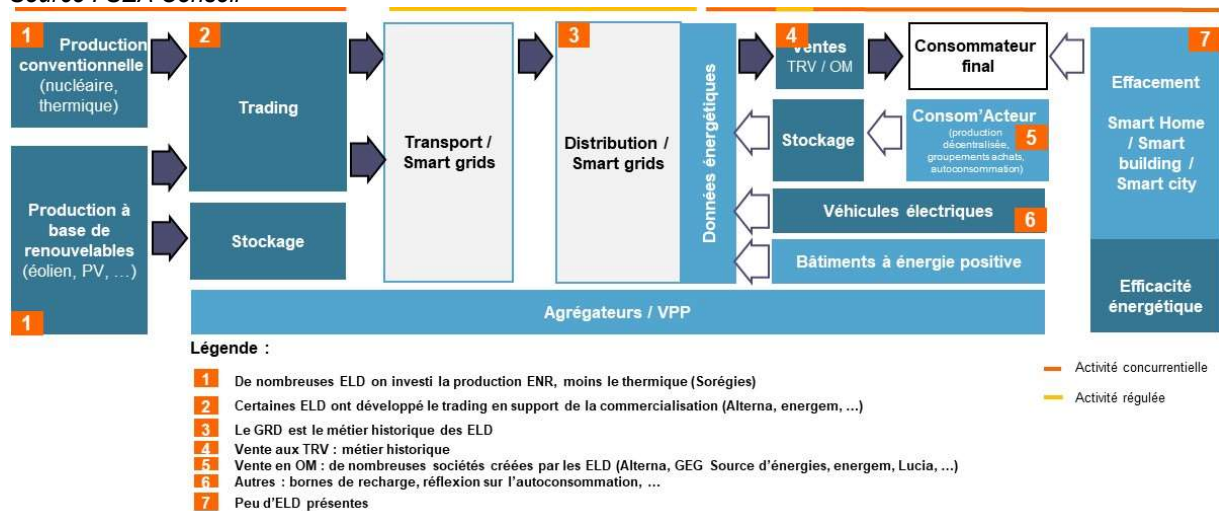 Source : SEA Conseil
1
Production
conventionnelle
(nucléaire,
thermique)
2
Trading
Transport /
Smart grids
3
Distribution /
Smart grids
Données énergétiques
4
Ventes
TRV / OM
Consommateur
final
7
Effacement
Smart Home
/ Smart
building /
Smart city
Stockage
Consom'Acteur
(production
décentralisée,
groupements achats,
autoconsommation)
5
Production à
base de
renouvelables
(éolien, PV, ...)
1
Stockage
Véhicules électriques
6
Bâtiments à énergie positive
Efficacité
énergétique
Agrégateurs / VPP
Légende :
1 De nombreuses ELD on investi la production ENR, moins le thermique (Sorégies)
2 Certaines ELD ont développé le trading en support de la commercialisation (Alterna, energem, ...)
3 Le GRD est le métier historique des ELD
4 Vente aux TRV : métier historique
5 Vente en OM : de nombreuses sociétés créées par les ELD (Alterna, GEG Source d'énergies, energem, Lucia, ...)
6 Autres : bornes de recharge, réflexion sur l'autoconsommation, ...
7 Peu d'ELD présentes
Activité concurrentielle
Activité régulée